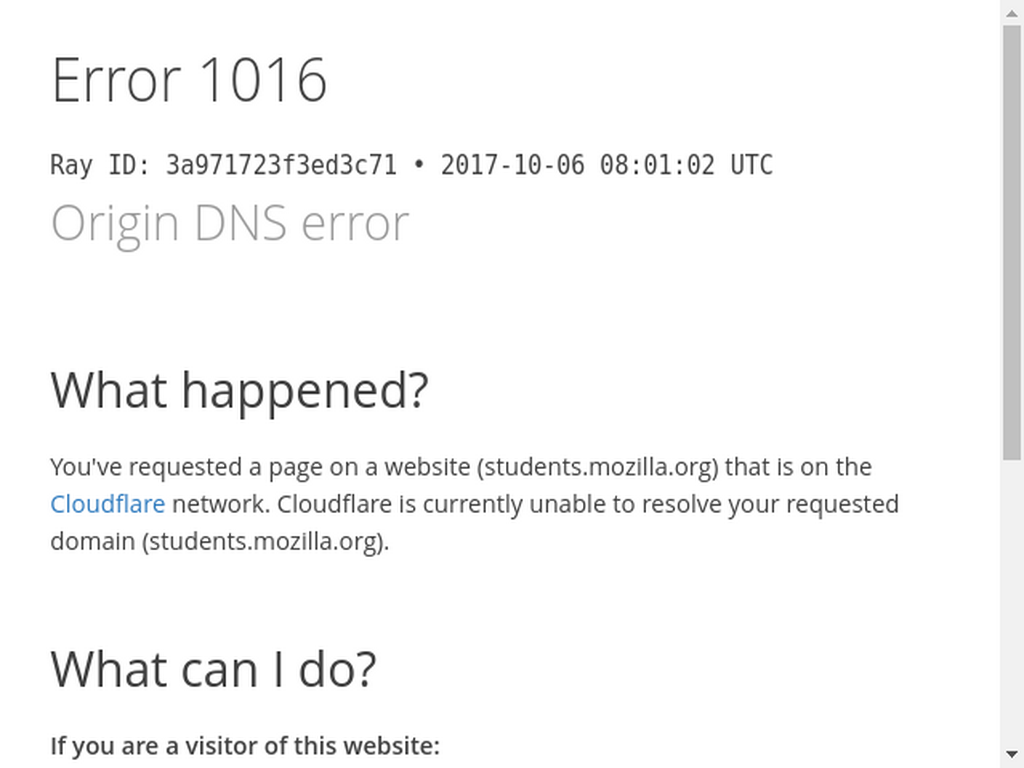 Error 1016
Ray ID: 3a971723f3ed3c71 • 2017-10-06 08:01:02 UTC
Origin DNS error
What happened?
You've requested a page on a website (students.mozilla.org) that is on the
Cloudflare network. Cloudflare is currently unable to resolve your requested
domain (students.mozilla.org).
What can I do?
If you are a visitor of this website: